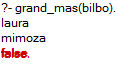 ?- grand_mas(bilbo).
laura
mimoza
false.